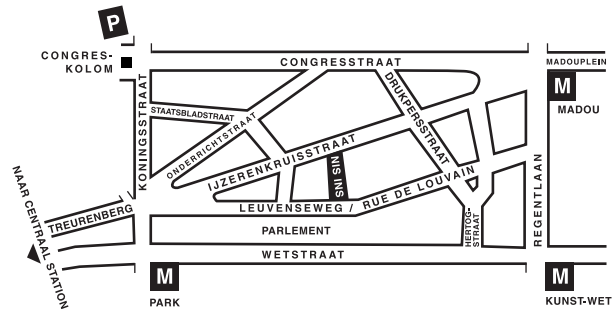 P
CONGRES-
KOLOM
CONGRESSTRAAT
MADOUPLEIN
M
MADOU
KONINGSSTRAAT
STAATSBLADSTRAAT
ONDERRICHTSTRAAT
DRUKPERSSTRAAT
IJZERENKRUISSTRAAT
NIS INS
LEUVENSEWEG / RUE DE LOUVAIN
REGENTLAAN
NAAR CENTRAAL STATION
TREURENBERG
PARLEMENT
HERTOG-
STRAAT
WETSTRAAT
M
PARK
M
KUNST-WET